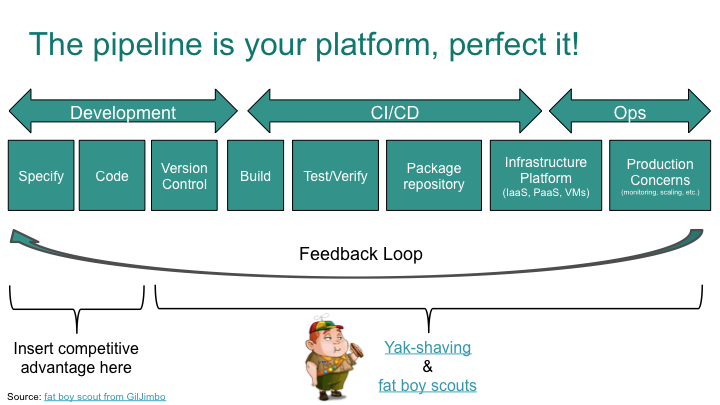 The pipeline is your platform, perfect it!
Development
CI/CD
Ops
Specify
Code
Version
Control
Build
Test/Verify
Package
repository
Infrastructure
Platform
(IaaS, PaaS, VMs)
Production
Concerns
(monitoring, scaling, etc.)
Feedback Loop
Insert competitive
advantage here
Yak-shaving
&
fat boy scouts
Source: fat boy scout from GilJimbo